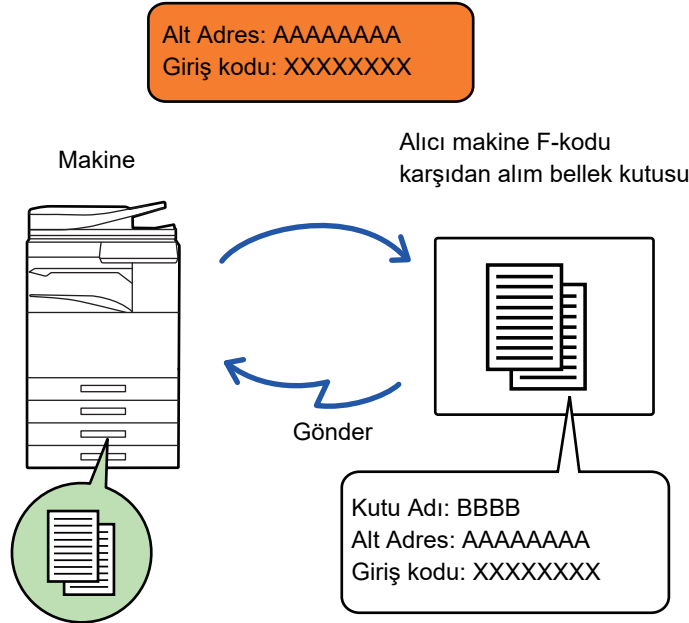 Alt Adres: AAAAAAAA
Giriş kodu: XXXXXXXX
Makine
Alıcı makine F-kodu
karşıdan alım bellek kutusu
Gönder
Kutu Adı: BBBB
Alt Adres: AAAAAAAA
Giriş kodu: XXXXXXXX